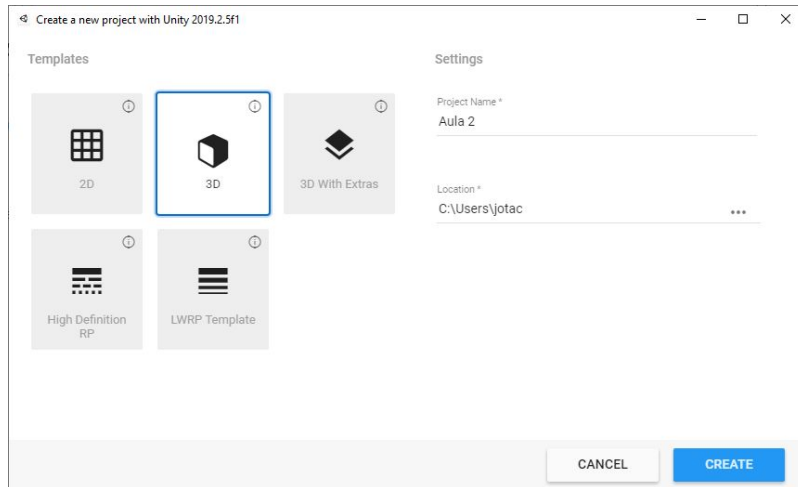 Create a new project with Unity 2019.2.5f1
Templates
2D
3D
3D With Extras
High Definition
RP
LWRP Template
Settings
Project Name *
Aula 2
Location *
C:\Users\jotac
CANCEL
CREATE